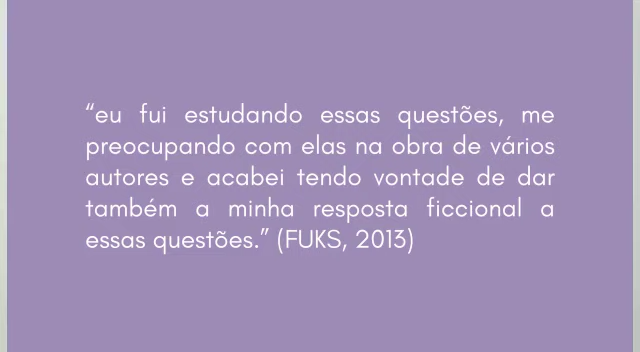 “eu fui estudando essas questões, me
preocupando com elas na obra de vários
autores e acabei tendo vontade de dar
também a minha resposta ficcional a
essas questões.” (FUKS, 2013)